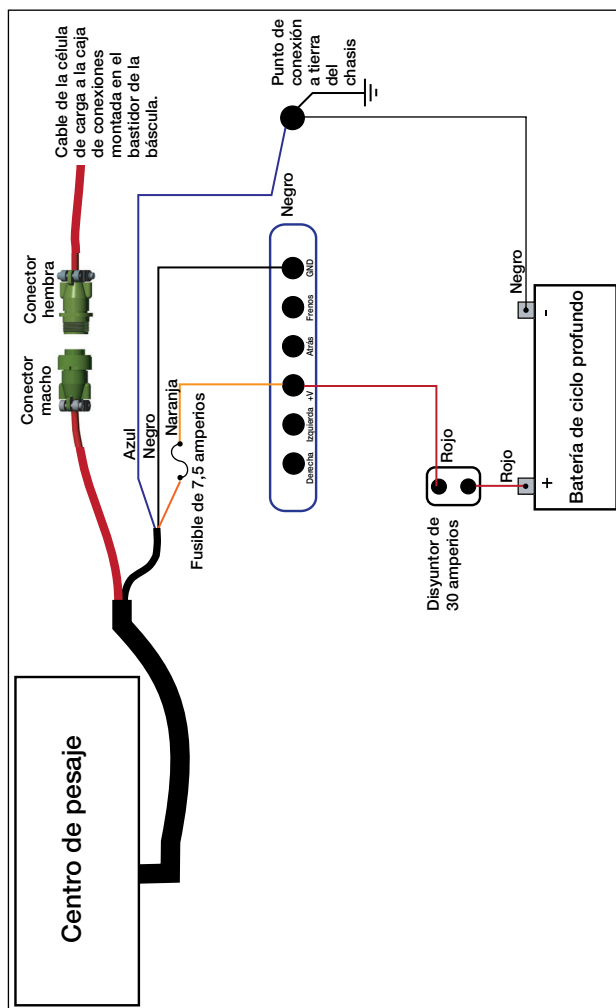 Centro de pesaje
Conector
macho
Conector
hembra
Cable de la célula
de carga a la caja
de conexiones
montada en el
bastidor de la
báscula.
Azul
Negro
Naranja
Fusible de 7,5 amperios
Derecha
Izquierda
+V
Atrás
Frenos
GND
Negro
Punto de
conexión
a tierra
del
chasis
Disyuntor de
30 amperios
Rojo
Rojo
Negro
+
-
Batería de ciclo profundo